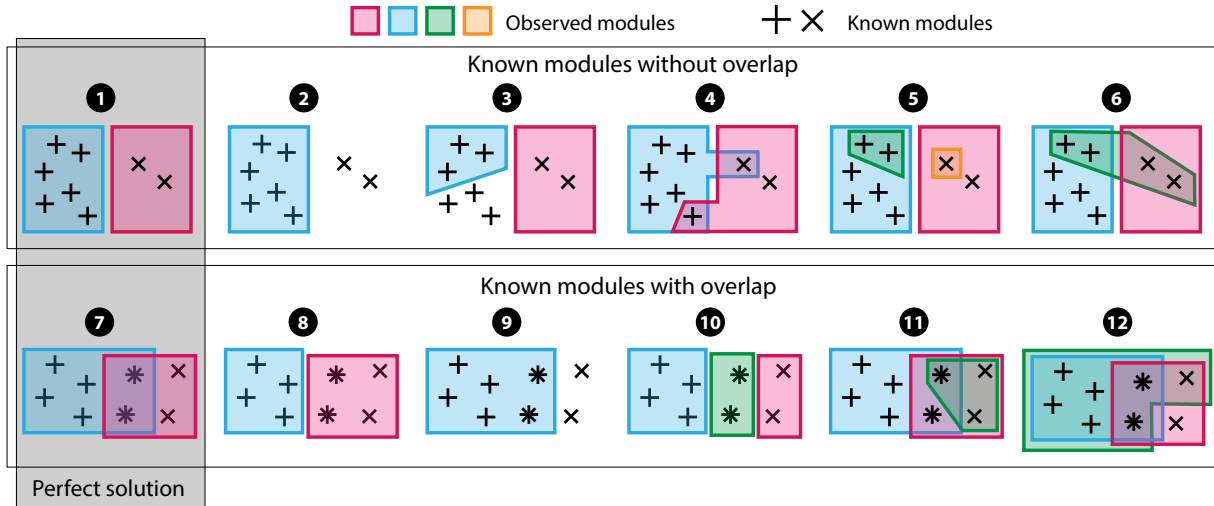 Observed modules Known modules
Known modules without overlap
1 2 3 4 5 6
Known modules with overlap
7 8 9 10 11 12
Perfect solution